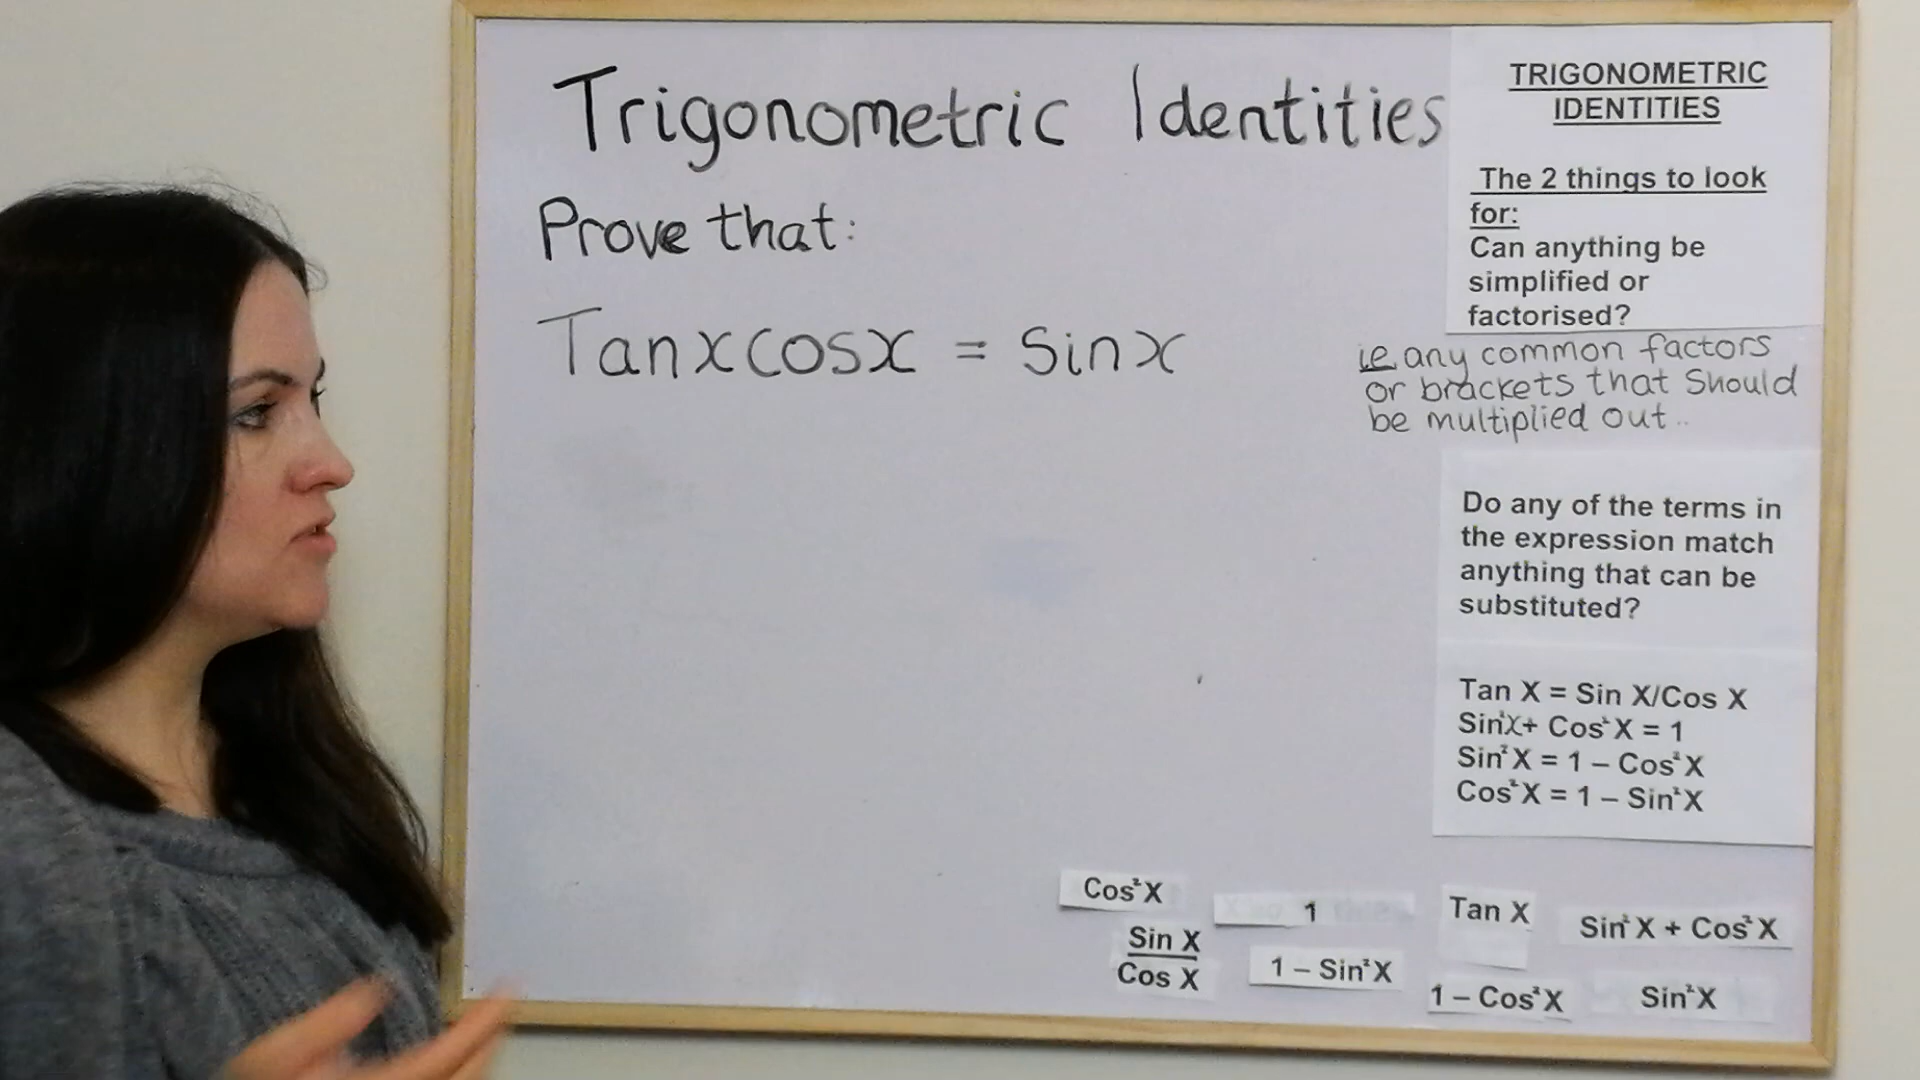 Trigonometric Identities
Prove that:
Tanxcosx = sinx
TRIGONOMETRIC
IDENTITIES
The 2 things to look
for:
Can anything be
simplified or
factorised?
ie any common factors
or brackets that should
be multiplied out..
Do any of the terms in
the expression match
anything that can be
substituted?
Tan X = Sin X/Cos X
Sin²X+ Cos²X = 1
Sin²X = 1 – Cos²X
Cos²X = 1 – Sin²X
Cos²X
1
Tan X
Sin²X + Cos²X
Sin X
Cos X
1 – Sin²X
1 – Cos²X
Sin²X